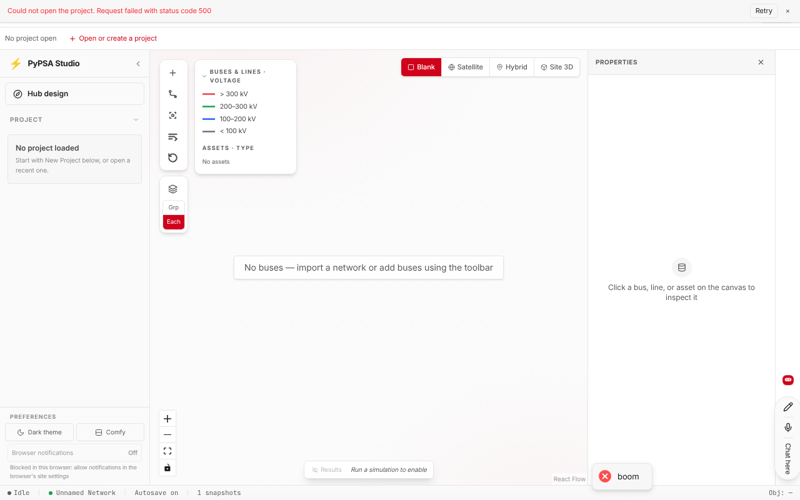 Could not open the project. Request failed with status code 500
Retry
×
No project open
+ Open or create a project
PyPSA Studio
Hub design
PROJECT
No project loaded
Start with New Project below, or open a
recent one.
PREFERENCES
Dark theme
Comfy
Browser notifications
Off
Blocked in this browser: allow notifications in the
browser's site settings
Grp
Each
BUSES & LINES ·
VOLTAGE
> 300 kV
200–300 kV
100–200 kV
< 100 kV
ASSETS · TYPE
No assets
Blank
Satellite
Hybrid
Site 3D
No buses — import a network or add buses using the toolbar
Results
Run a simulation to enable
React Flow
PROPERTIES
Click a bus, line, or asset on the canvas to
inspect it
Chat here
boom
Idle
Unnamed Network
Autosave on
1 snapshots
Obj: —